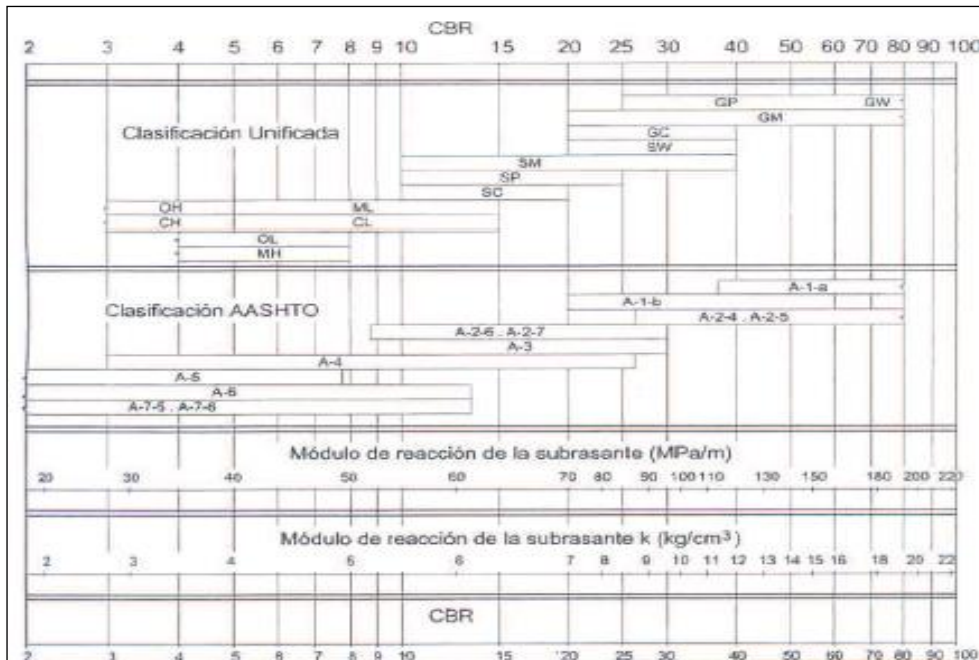 CBR
2 3 4 5 6 7 8 9 10 15 20 25 30 40 50 60 70 80 90 100
GP GW
Clasificación Unificada GM
GC
SW
SM
SP
SC
OH ML
CH CL
OL
MH
A-1-a
Clasificación AASHTO A-1-b
A-2-4 . A-2-5
A-2-6 . A-2-7
A-3
A-4
A-5
A-6
A-7-5 . A-7-6
Módulo de reacción de la subrasante (MPa/m)
20 30 40 50 60 70 80 90 100 110 130 150 180 200 220
Módulo de reacción de la subrasante k (kg/cm³)
2 3 4 5 6 7 8 9 10 11 12 13 14 15 16 18 20 22
CBR
2 3 4 5 6 7 8 9 10 15 20 25 30 40 50 60 70 80 90 100